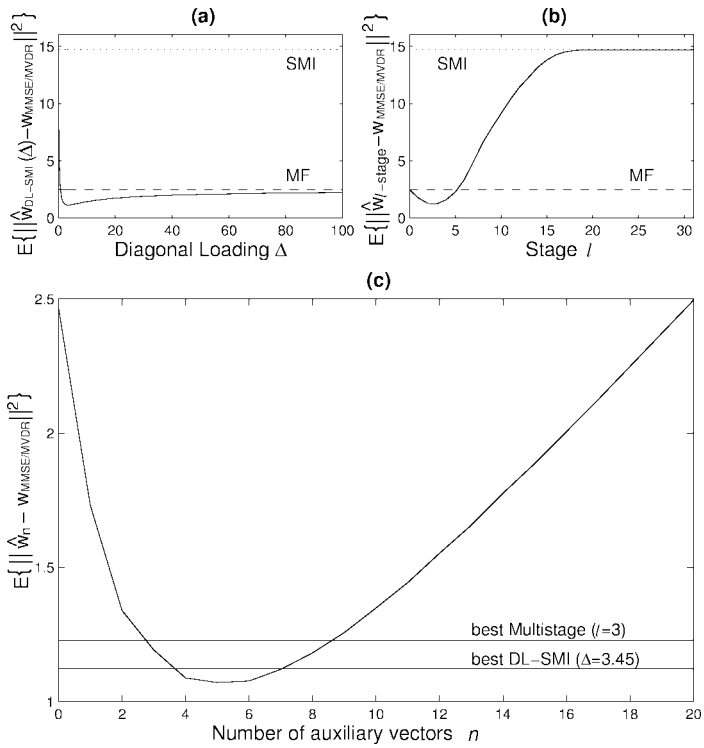 (a)
E{||ŵ_DL−SMI (Δ)−w_MMSE/MVDR||²}
15
10
5
0
SMI
MF
0 20 40 60 80 100
Diagonal Loading Δ
(b)
E{||ŵ_l−stage−w_MMSE/MVDR||²}
15
10
5
0
SMI
MF
0 5 10 15 20 25 30
Stage l
(c)
E{||ŵ_n − w_MMSE/MVDR||²}
2.5
2
1.5
1
best Multistage (l=3)
best DL−SMI (Δ=3.45)
0 2 4 6 8 10 12 14 16 18 20
Number of auxiliary vectors n